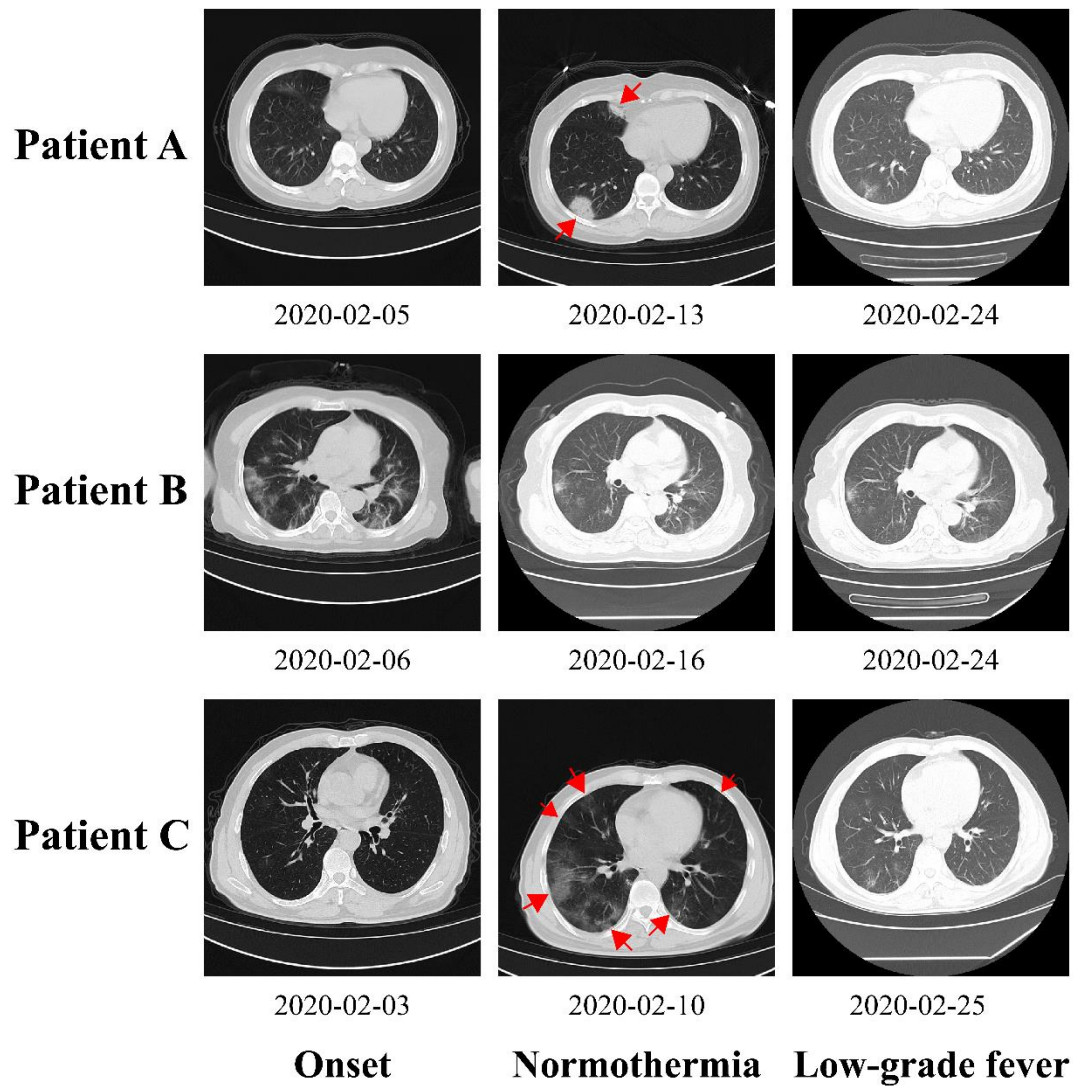 Patient A
2020-02-05 2020-02-13 2020-02-24
Patient B
2020-02-06 2020-02-16 2020-02-24
Patient C
2020-02-03 2020-02-10 2020-02-25
Onset Normothermia Low-grade fever